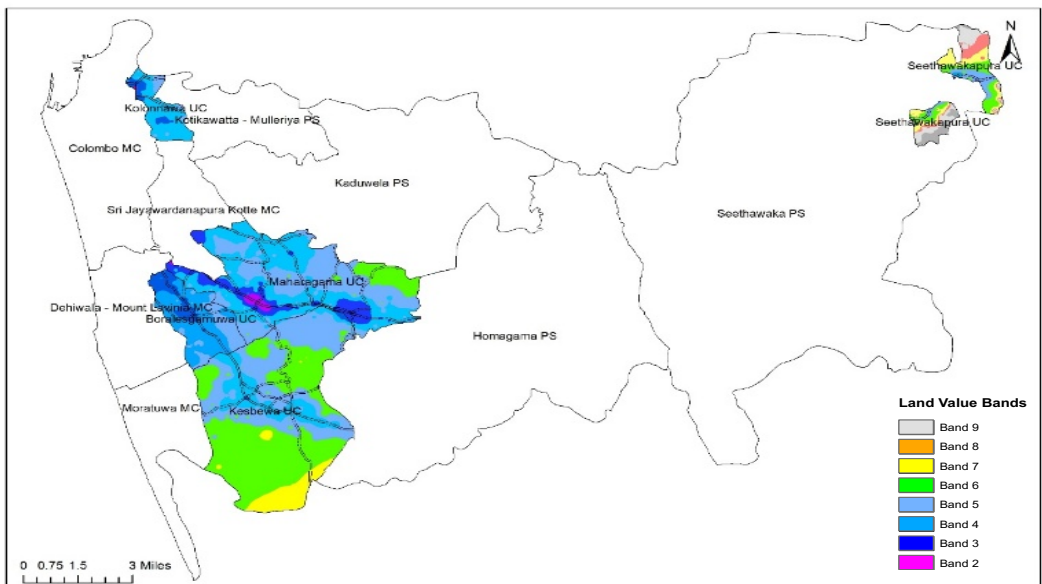 N
Seethawakapura UC
Kolonnawa UC
Kotikawatta - Mulleriya PS
Seethawakapura UC
Colombo MC
Kaduwela PS
Sri Jayawardanapura Kotte MC
Seethawaka PS
Maharagama UC
Dehiwala - Mount Lavinia MC
Boralesgamuwa UC
Homagama PS
Moratuwa MC
Kesbewa UC
Land Value Bands
Band 9
Band 8
Band 7
Band 6
Band 5
Band 4
Band 3
Band 2
0 0.75 1.5 3 Miles